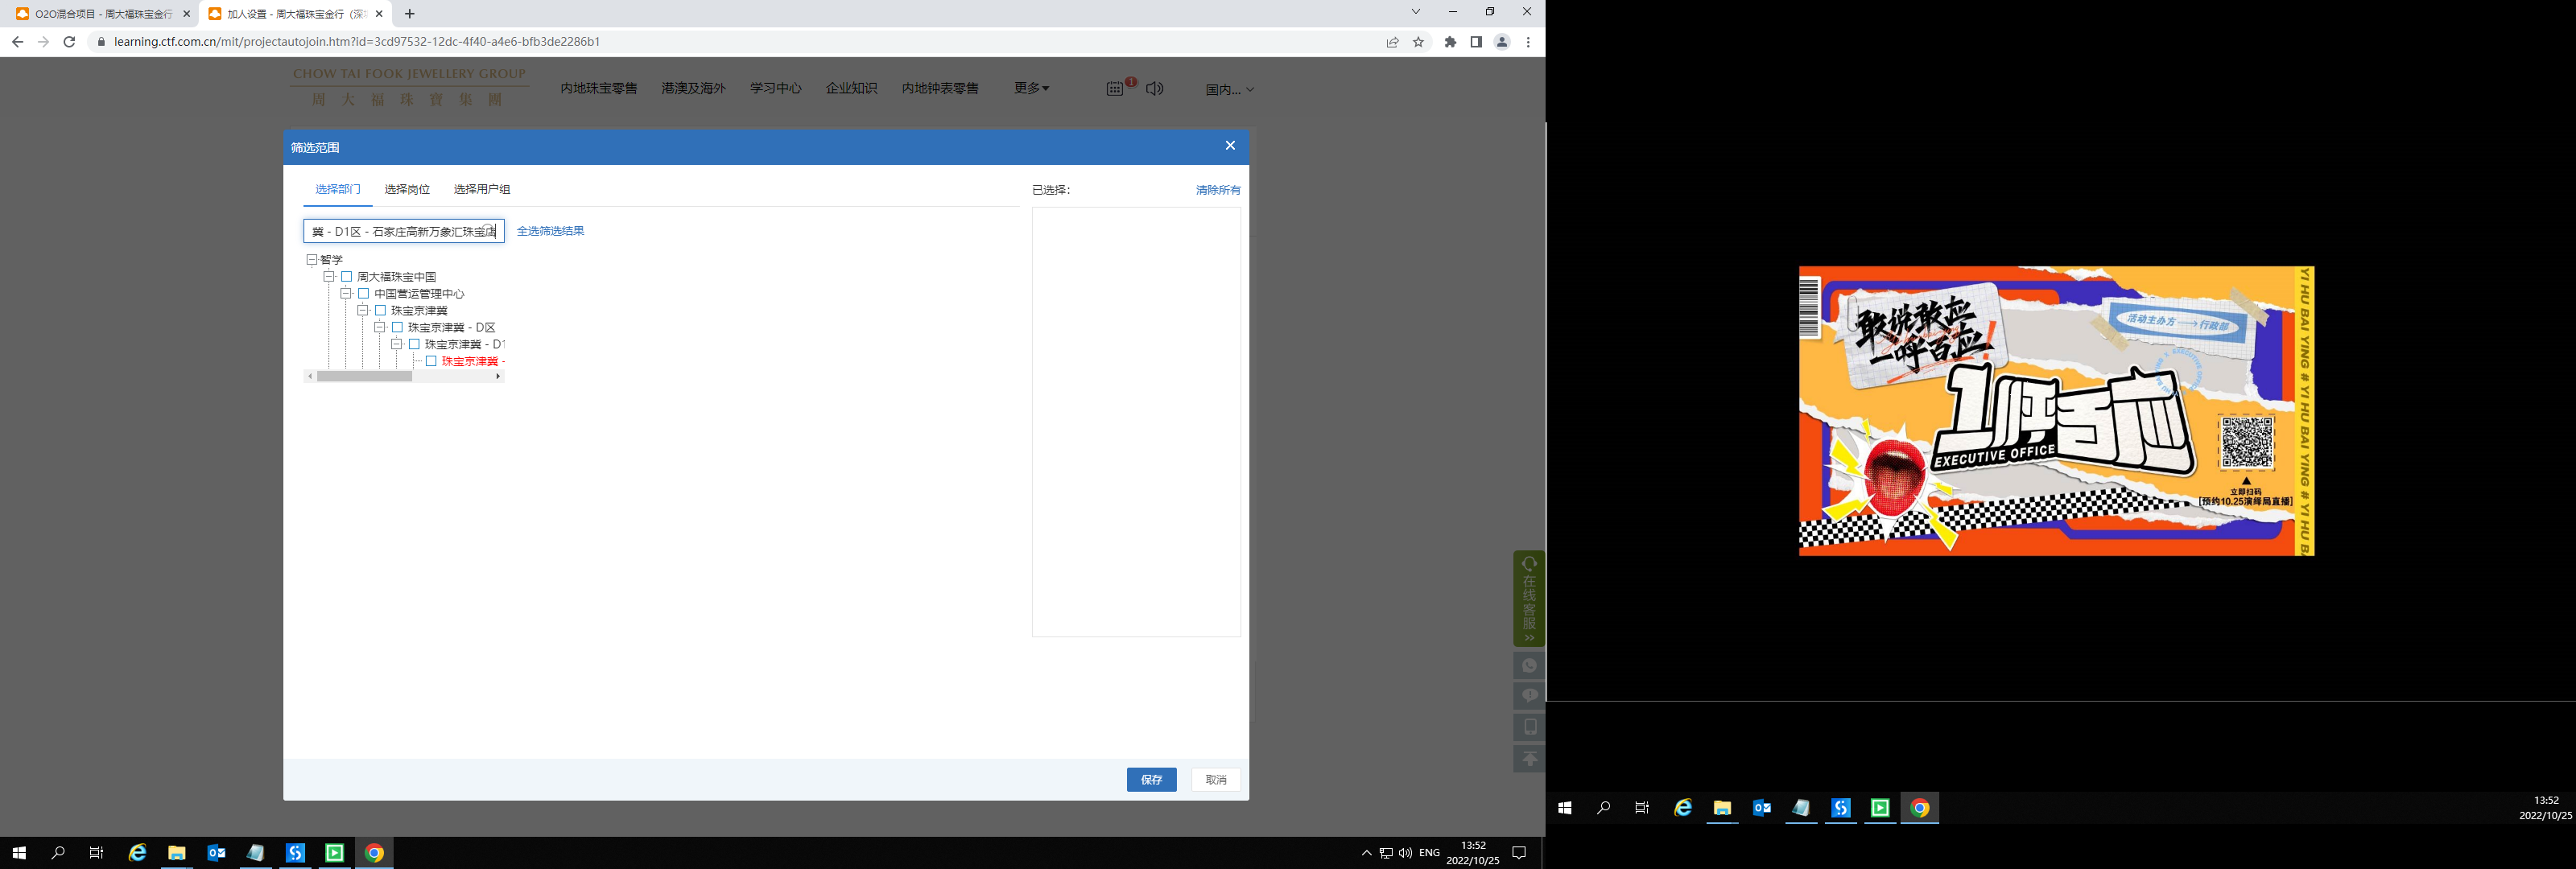 O2O混合项目 - 周大福珠宝金行
加人设置 - 周大福珠宝金行（深
learning.ctf.com.cn/mit/projectautojoin.htm?id=3cd97532-12dc-4f40-a4e6-bfb3de2286b1
CHOW TAI FOOK JEWELLERY GROUP
周大福珠寶集團
内地珠宝零售 港澳及海外 学习中心 企业知识 内地钟表零售 更多 1 国内...
筛选范围
选择部门 选择岗位 选择用户组
已选择： 清除所有
冀 - D1区 - 石家庄高新万象汇珠宝店 全选筛选结果
智学
周大福珠宝中国
中国营运管理中心
珠宝京津冀
珠宝京津冀 - D区
珠宝京津冀 - D1
珠宝京津冀 -
保存 取消
在线客服
ENG
13:52
2022/10/25
敢说敢应
一呼百应!
活动主办方 行政部
1呼百应
EXECUTIVE OFFICE
立即扫码
[预约10.25演绎局直播]
YI HU BAI YING # YI HU BAI YING # YI HU BA
13:52
2022/10/25